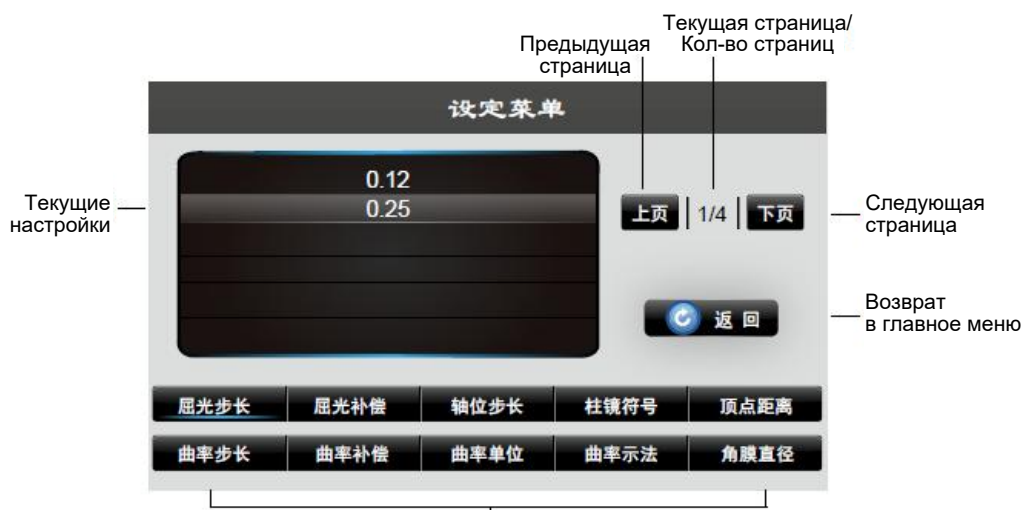 Текущая страница/
Кол-во страниц
Предыдущая
страница
设定菜单
0.12
0.25
Текущие
настройки
上页 1/4 下页
Следующая
страница
返回
Возврат
в главное меню
屈光步长 屈光补偿 轴位步长 柱镜符号 顶点距离
曲率步长 曲率补偿 曲率单位 曲率示法 角膜直径